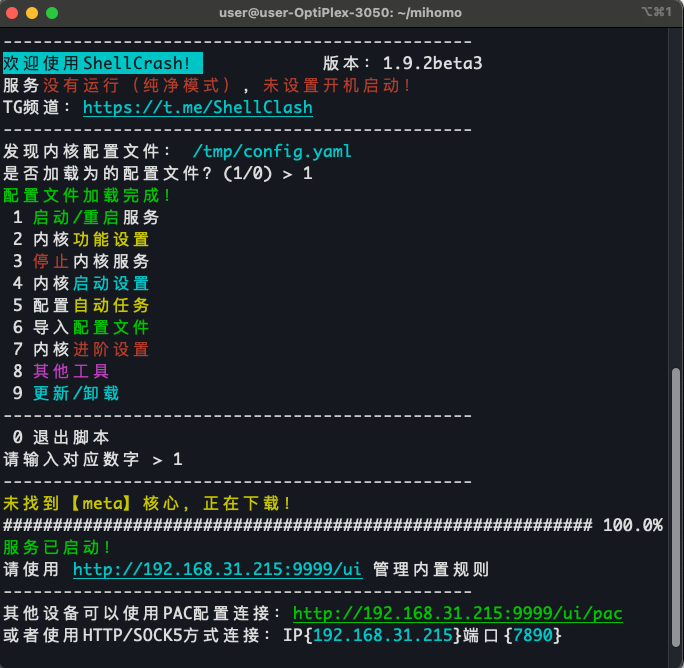 user@user-OptiPlex-3050: ~/mihomo ⌥⌘1
-----------------------------------------------
欢迎使用ShellCrash! 版本: 1.9.2beta3
服务没有运行（纯净模式），未设置开机启动！
TG频道: https://t.me/ShellClash
-----------------------------------------------
发现内核配置文件: /tmp/config.yaml
是否加载为的配置文件? (1/0) > 1
配置文件加载完成！
1 启动/重启服务
2 内核功能设置
3 停止内核服务
4 内核启动设置
5 配置自动任务
6 导入配置文件
7 内核进阶设置
8 其他工具
9 更新/卸载
-----------------------------------------------
0 退出脚本
请输入对应数字 > 1
-----------------------------------------------
未找到【meta】核心，正在下载！
########################################################### 100.0%
服务已启动！
请使用 http://192.168.31.215:9999/ui 管理内置规则
-----------------------------------------------
其他设备可以使用PAC配置连接: http://192.168.31.215:9999/ui/pac
或者使用HTTP/SOCK5方式连接: IP{192.168.31.215}端口{7890}